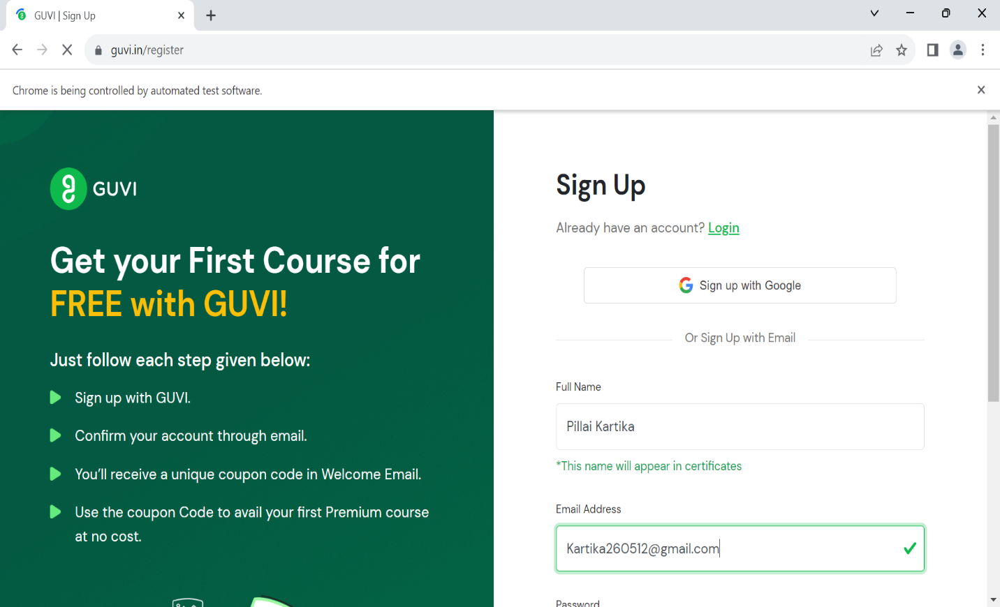 GUVI | Sign Up
guvi.in/register
Chrome is being controlled by automated test software.
GUVI
Get your First Course for
FREE with GUVI!
Just follow each step given below:
Sign up with GUVI.
Confirm your account through email.
You'll receive a unique coupon code in Welcome Email.
Use the coupon Code to avail your first Premium course
at no cost.
Sign Up
Already have an account? Login
Sign up with Google
Or Sign Up with Email
Full Name
Pillai Kartika
*This name will appear in certificates
Email Address
Kartika260512@gmail.com
Password